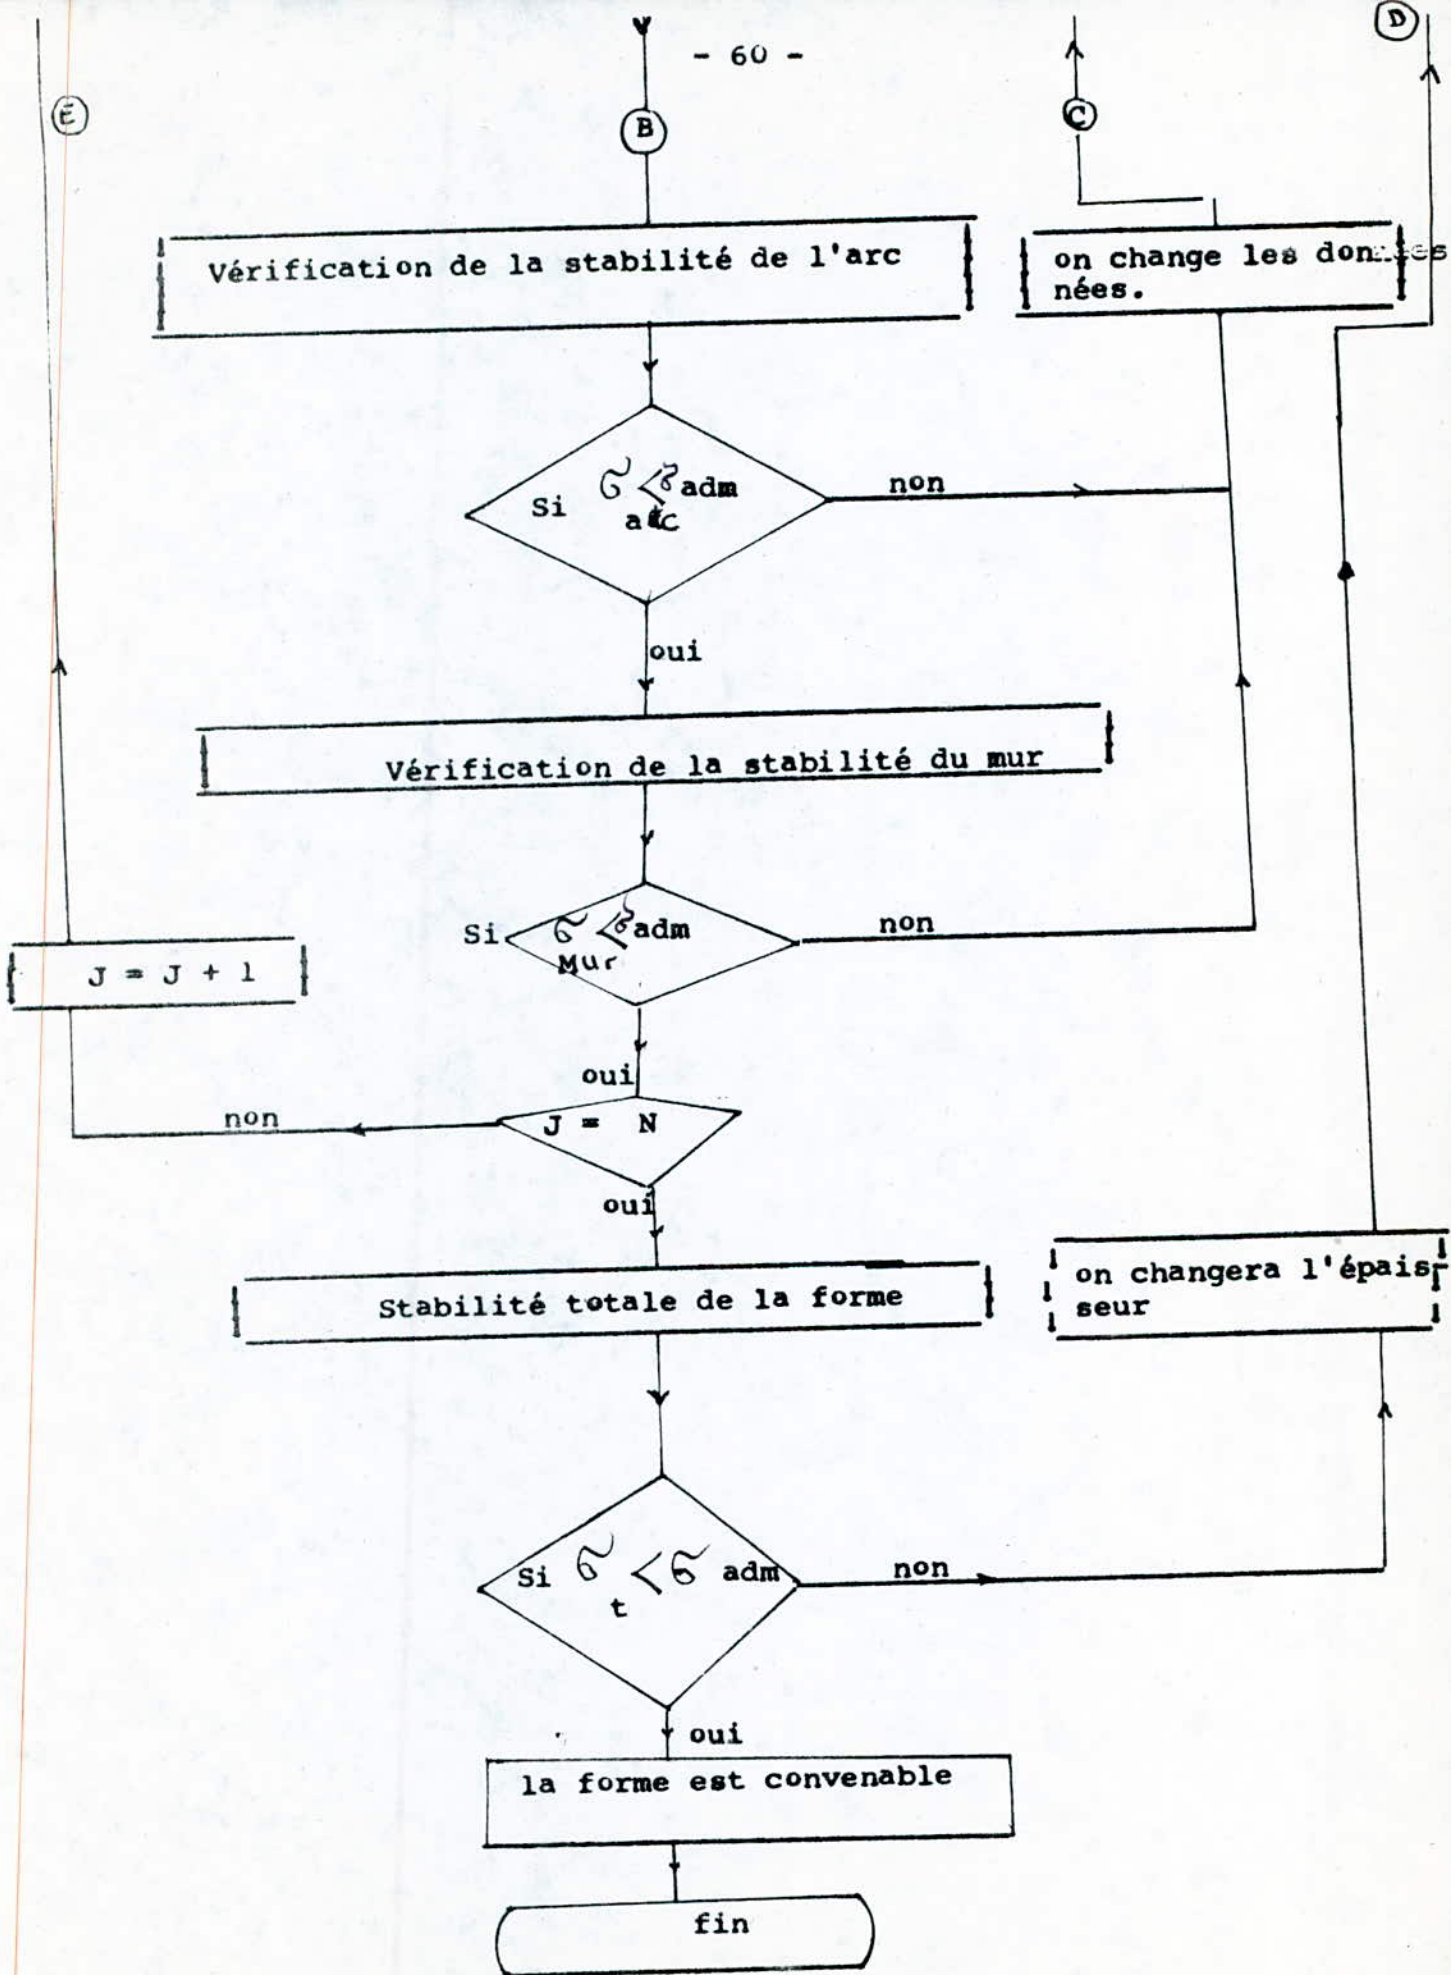 D
- 60 -
E
B
C
Vérification de la stabilité de l'arc
on change les données
nées.
Si σ < σ adm
arc
non
oui
Vérification de la stabilité du mur
Si σ < σ adm
Mur
non
J = J + 1
oui
J = N
non
oui
on changera l'épais-
seur
Stabilité totale de la forme
Si σ < σ adm
t
non
oui
la forme est convenable
fin